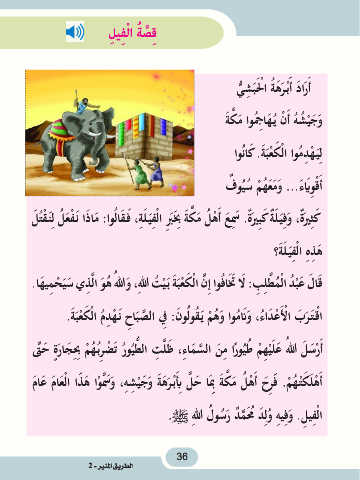 قِصَّةُ الْفِيلِ
أَرَادَ أَبْرَهَةُ الْحَبَشِيُّ
وَجَيْشُهُ أَنْ يُهَاجِمُوا مَكَّةَ
لِيَهْدِمُوا الْكَعْبَةَ. كَانُوا
أَقْوِيَاءَ... وَمَعَهُمْ سُيُوفٌ
كَثِيرَةٌ، وَفِيَلَةٌ كَبِيرَةٌ. سَمِعَ أَهْلُ مَكَّةَ بِخَبَرِ الْفِيَلَةِ، فَقَالُوا: مَاذَا نَفْعَلُ لِنَقْتُلَ
هَذِهِ الْفِيَلَةَ؟
قَالَ عَبْدُ الْمُطَّلِبِ: لَا تَخَافُوا إِنَّ الْكَعْبَةَ بَيْتُ اللهِ، وَاللهُ هُوَ الَّذِي سَيَحْمِيهَا.
اقْتَرَبَ الْأَعْدَاءُ، وَنَامُوا وَهُمْ يَقُولُونَ: فِي الصَّبَاحِ نَهْدِمُ الْكَعْبَةَ.
أَرْسَلَ اللهُ عَلَيْهِمْ طُيُورًا مِنَ السَّمَاءِ، ظَلَّتِ الطُّيُورُ تَضْرِبُهُمْ بِحِجَارَةٍ حَتَّى
أَهْلَكَتْهُمْ. فَرِحَ أَهْلُ مَكَّةَ بِمَا حَلَّ بِأَبْرَهَةَ وَجَيْشِهِ، وَسَمَّوْا هَذَا الْعَامَ عَامَ
الْفِيلِ. وَفِيهِ وُلِدَ مُحَمَّدٌ رَسُولُ اللهِ ﷺ.
36
الطريق المنير - 2